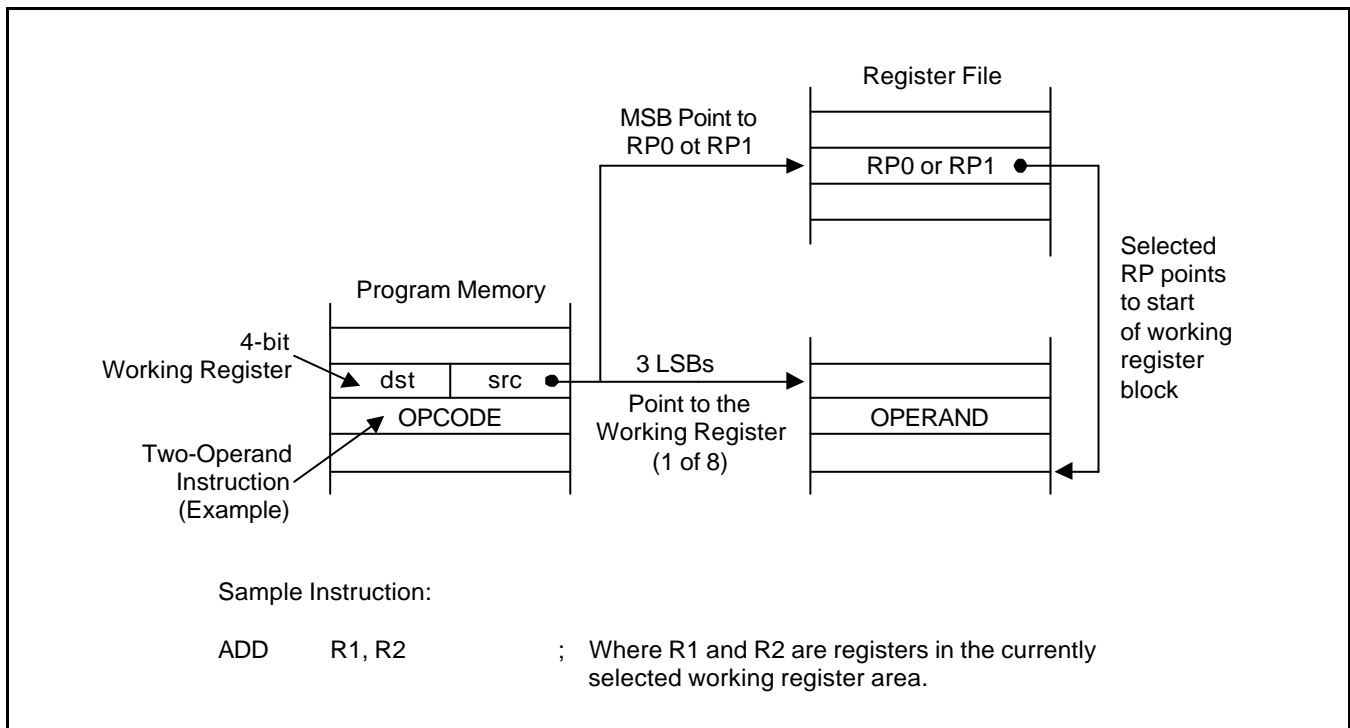 Register File
MSB Point to
RP0 ot RP1
RP0 or RP1
Selected
RP points
to start
of working
register
block
Program Memory
4-bit
Working Register
dst src
3 LSBs
OPCODE
Point to the
Working Register
(1 of 8)
OPERAND
Two-Operand
Instruction
(Example)
Sample Instruction:
ADD R1, R2 ; Where R1 and R2 are registers in the currently
selected working register area.